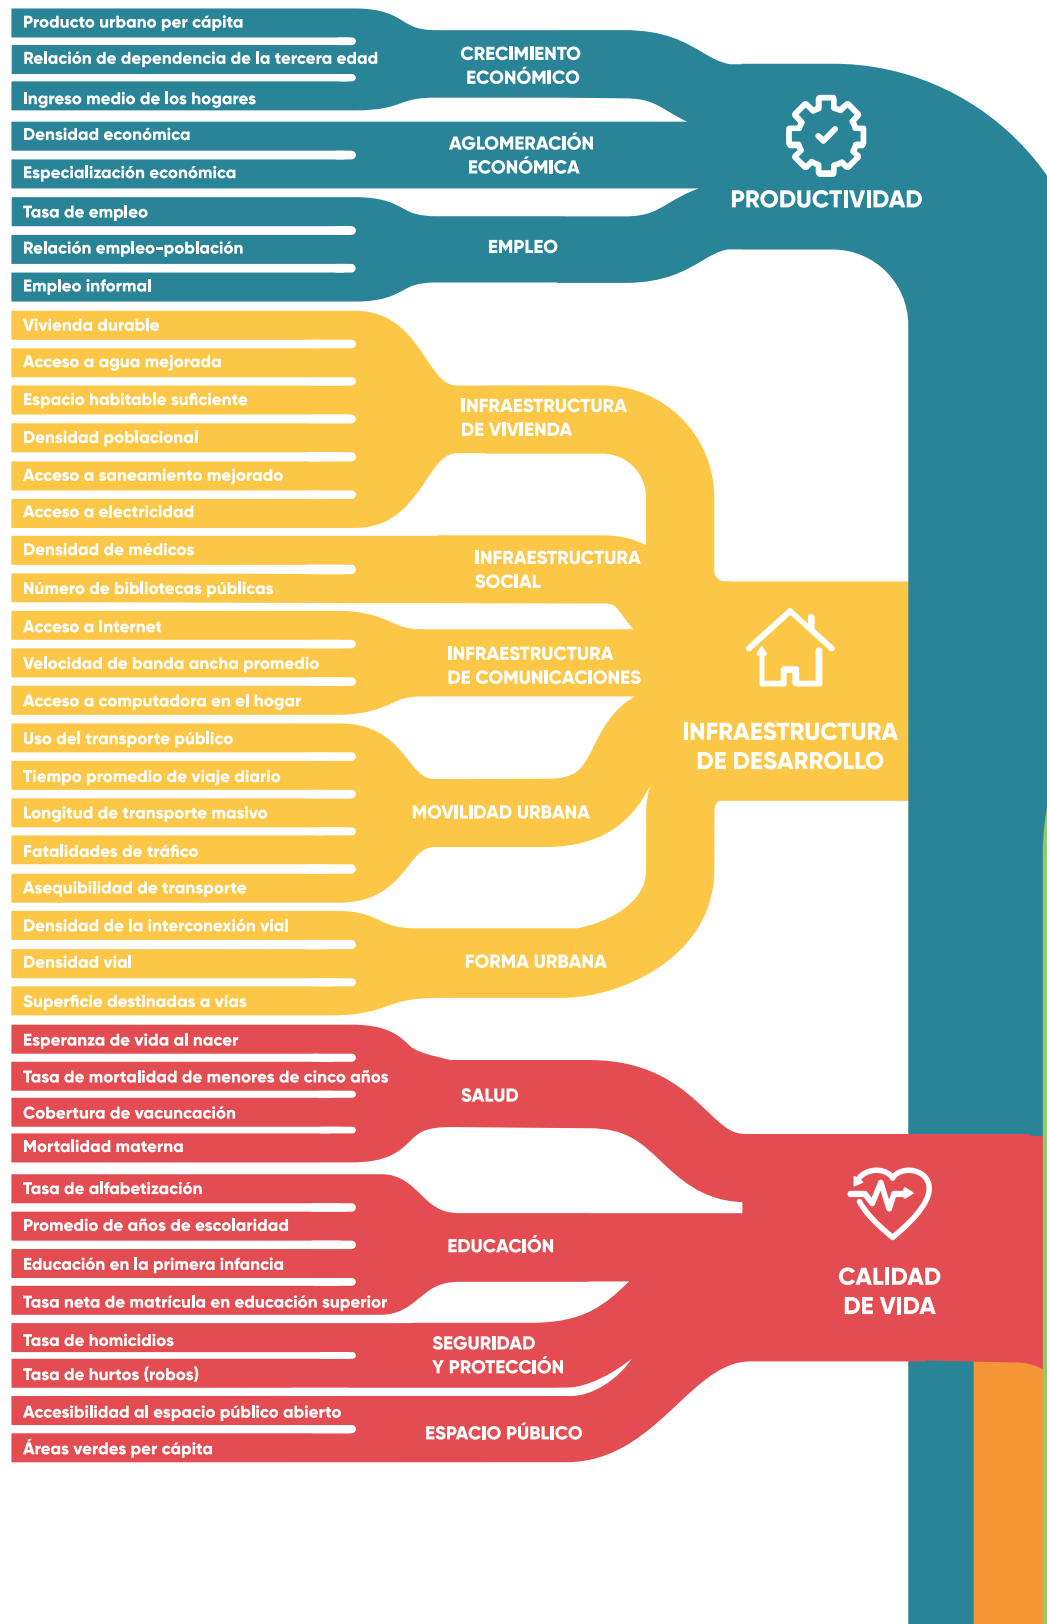 Producto urbano per cápita
Relación de dependencia de la tercera edad
Ingreso medio de los hogares
CRECIMIENTO
ECONÓMICO
Densidad económica
Especialización económica
AGLOMERACIÓN
ECONÓMICA
Tasa de empleo
Relación empleo-población
Empleo informal
EMPLEO
PRODUCTIVIDAD
Vivienda durable
Acceso a agua mejorada
Espacio habitable suficiente
Densidad poblacional
Acceso a saneamiento mejorado
Acceso a electricidad
INFRAESTRUCTURA
DE VIVIENDA
Densidad de médicos
Número de bibliotecas públicas
INFRAESTRUCTURA
SOCIAL
Acceso a Internet
Velocidad de banda ancha promedio
Acceso a computadora en el hogar
INFRAESTRUCTURA
DE COMUNICACIONES
Uso del transporte público
Tiempo promedio de viaje diario
Longitud de transporte masivo
Fatalidades de tráfico
Asequibilidad de transporte
MOVILIDAD URBANA
Densidad de la interconexión vial
Densidad vial
Superficie destinadas a vías
FORMA URBANA
INFRAESTRUCTURA
DE DESARROLLO
Esperanza de vida al nacer
Tasa de mortalidad de menores de cinco años
Cobertura de vacuncación
Mortalidad materna
SALUD
Tasa de alfabetización
Promedio de años de escolaridad
Educación en la primera infancia
Tasa neta de matrícula en educación superior
EDUCACIÓN
Tasa de homicidios
Tasa de hurtos (robos)
SEGURIDAD
Y PROTECCIÓN
Accesibilidad al espacio público abierto
Áreas verdes per cápita
ESPACIO PÚBLICO
CALIDAD
DE VIDA